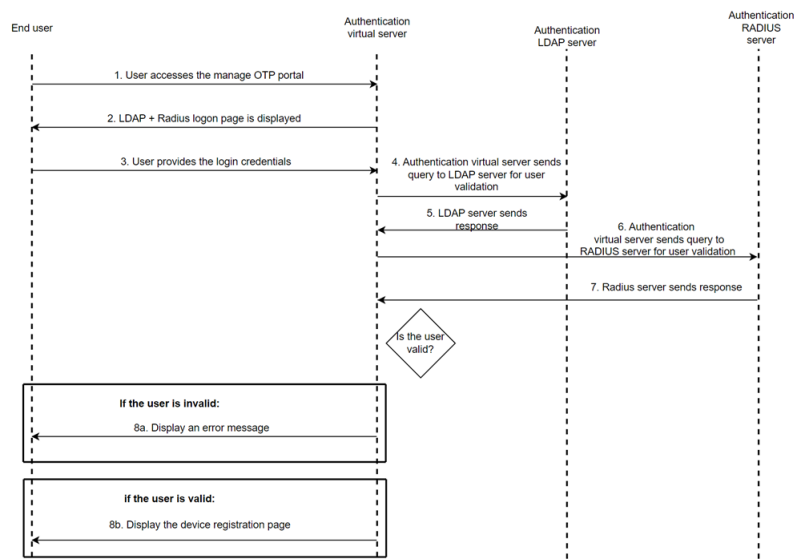 End user
Authentication
virtual server
Authentication
LDAP server
Authentication
RADIUS
server
1. User accesses the manage OTP portal
2. LDAP + Radius logon page is displayed
3. User provides the login credentials
4. Authentication virtual server sends
query to LDAP server for user
validation
5. LDAP server sends
response
6. Authentication
virtual server sends query to
RADIUS server for user validation
7. Radius server sends response
Is the user
valid?
If the user is invalid:
8a. Display an error message
if the user is valid:
8b. Display the device registration page